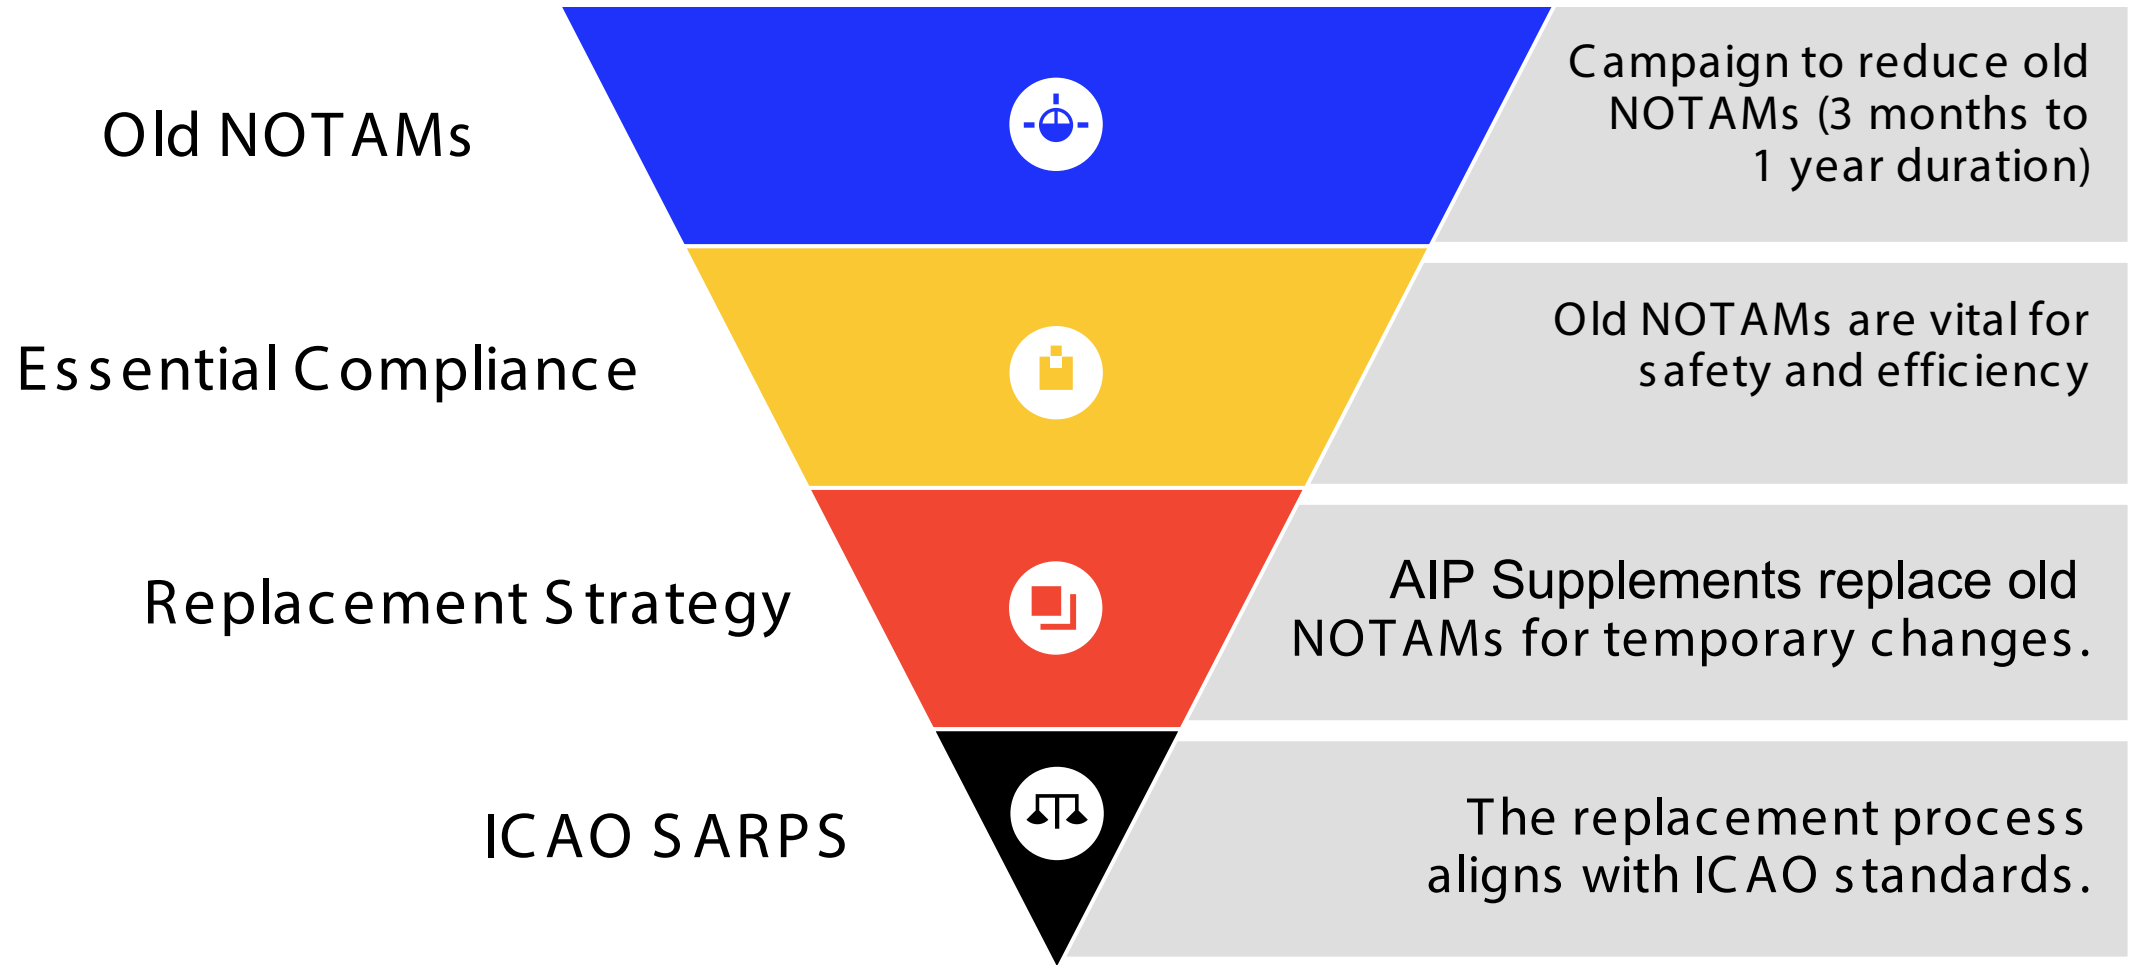 Old NOTAMs
Campaign to reduce old
NOTAMs (3 months to
1 year duration)
Essential Compliance
Old NOTAMs are vital for
safety and efficiency
Replacement Strategy
AIP Supplements replace old
NOTAMs for temporary changes.
ICAO SARPS
The replacement process
aligns with ICAO standards.